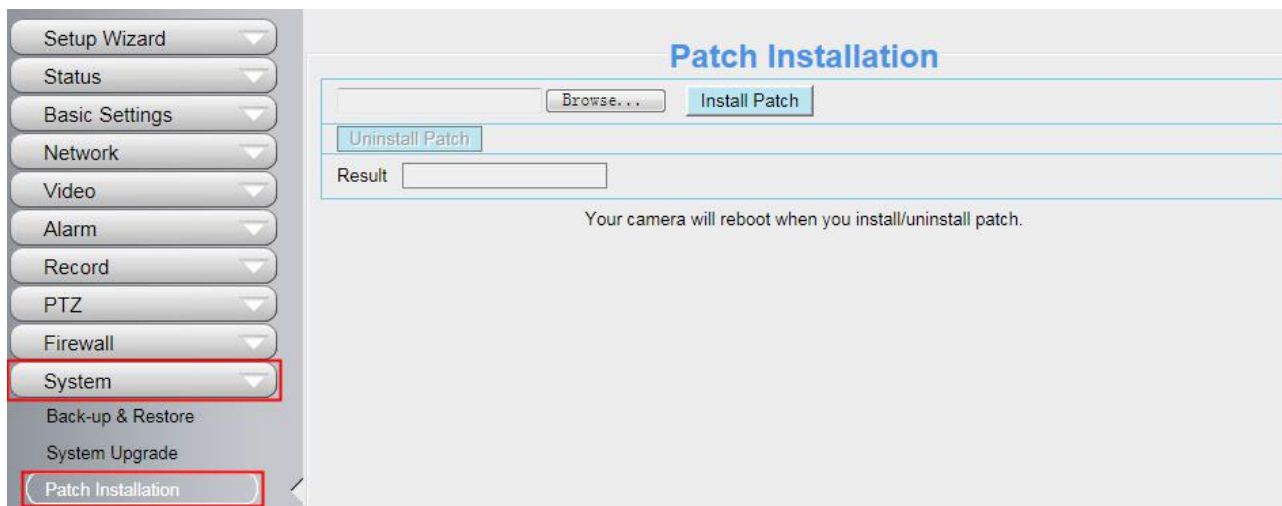 Setup Wizard
Status
Basic Settings
Network
Video
Alarm
Record
PTZ
Firewall
System
Back-up & Restore
System Upgrade
Patch Installation
Patch Installation
Browse... Install Patch
Uninstall Patch
Result
Your camera will reboot when you install/uninstall patch.